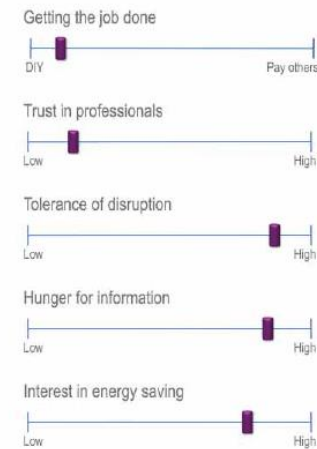 Getting the job done
DIY Pay others
Trust in professionals
Low High
Tolerance of disruption
Low High
Hunger for information
Low High
Interest in energy saving
Low High